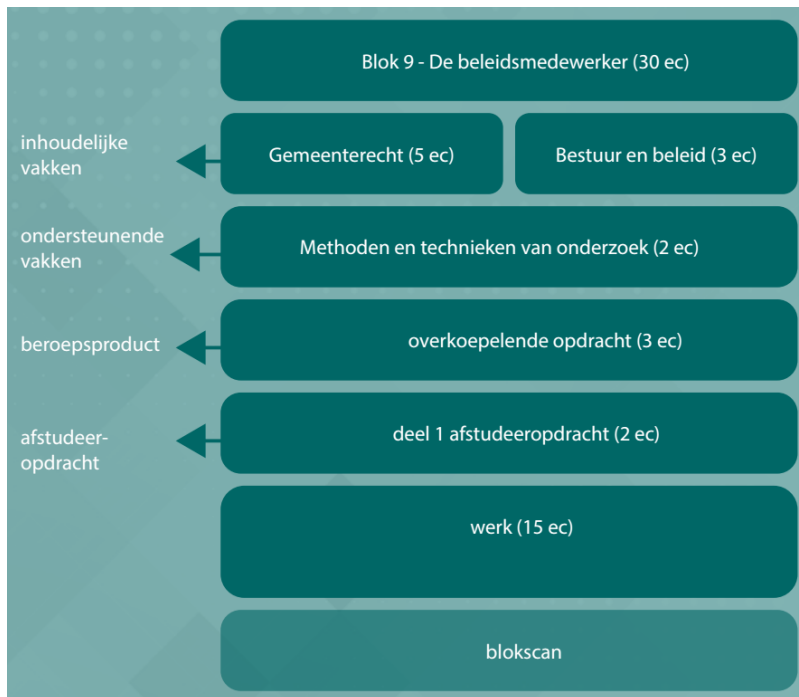 Blok 9 - De beleidsmedewerker (30 ec)
inhoudelijke
vakken
Gemeenterecht (5 ec)
Bestuur en beleid (3 ec)
ondersteunende
vakken
Methoden en technieken van onderzoek (2 ec)
beroepsproduct
overkoepelende opdracht (3 ec)
afstudeer-
opdracht
deel 1 afstudeeropdracht (2 ec)
werk (15 ec)
blokscan